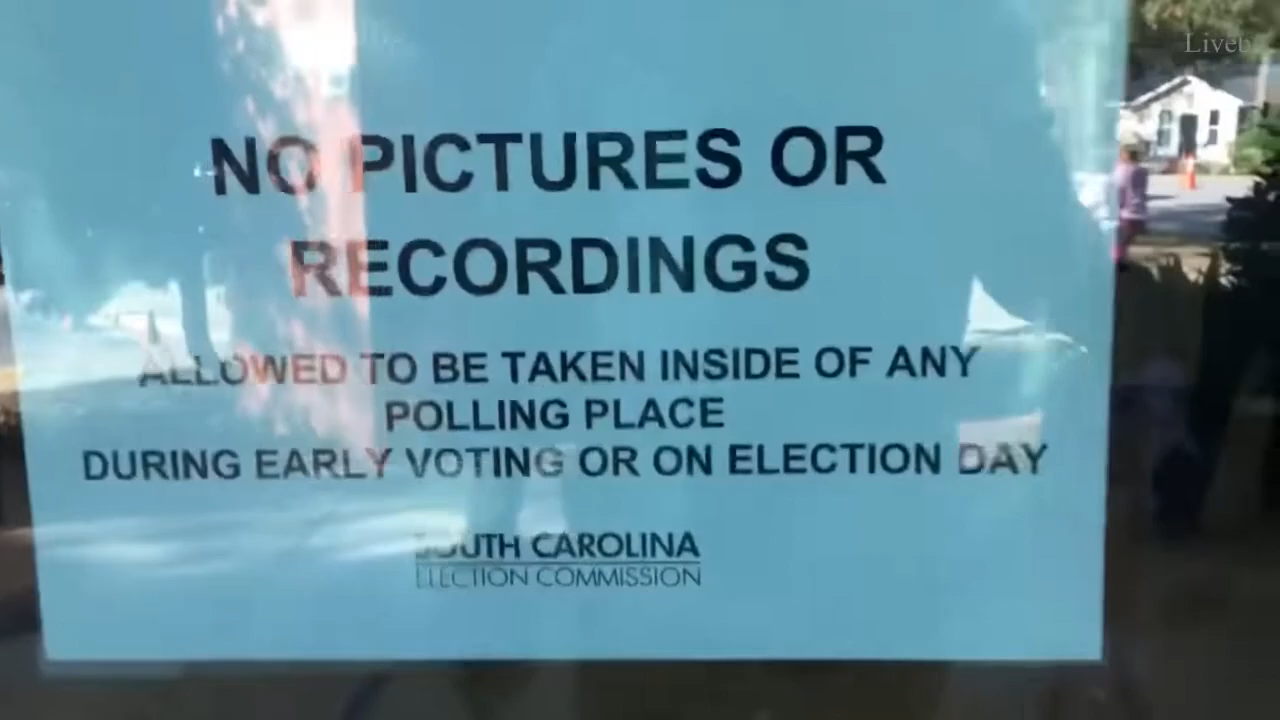 Liveb
NO PICTURES OR
RECORDINGS
ALLOWED TO BE TAKEN INSIDE OF ANY
POLLING PLACE
DURING EARLY VOTING OR ON ELECTION DAY
SOUTH CAROLINA
ELECTION COMMISSION